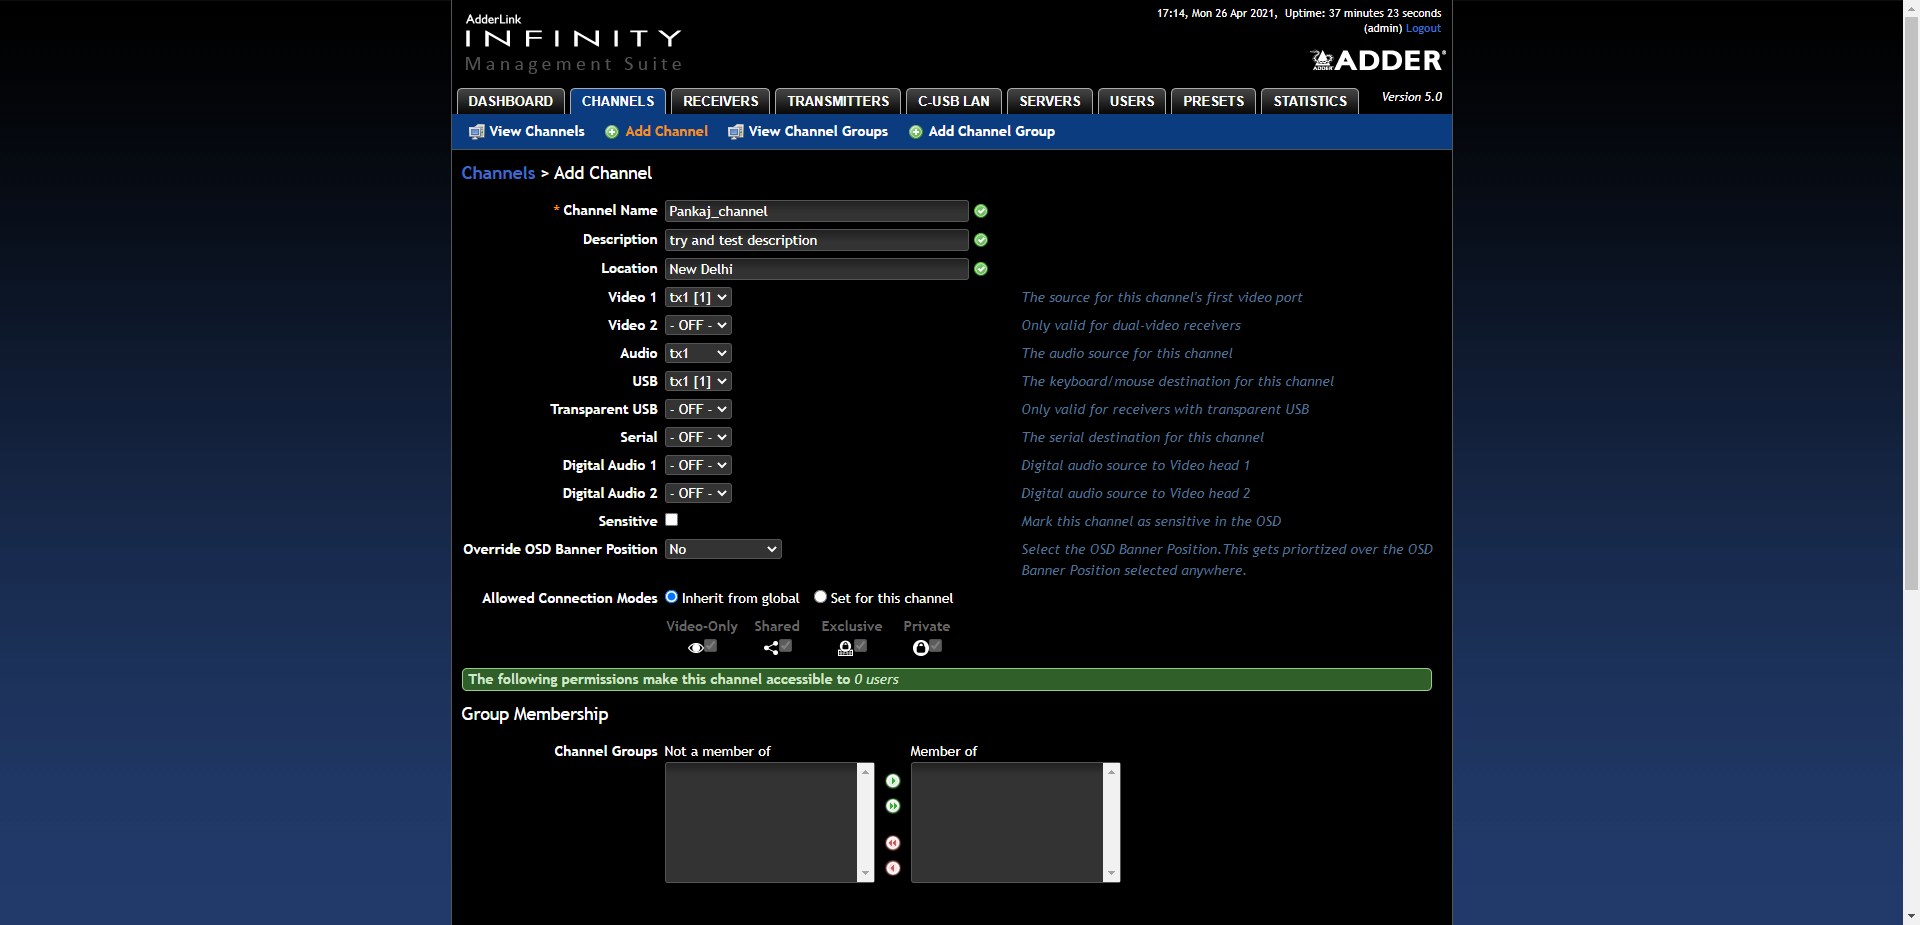 AdderLink
INFINITY
Management Suite
17:14, Mon 26 Apr 2021, Uptime: 37 minutes 23 seconds
(admin) Logout
ADDER
ADDER®
DASHBOARD CHANNELS RECEIVERS TRANSMITTERS C-USB LAN SERVERS USERS PRESETS STATISTICS Version 5.0
View Channels Add Channel View Channel Groups Add Channel Group
Channels > Add Channel
* Channel Name Pankaj_channel
Description try and test description
Location New Delhi
Video 1 tx1 [1] The source for this channel's first video port
Video 2 - OFF - Only valid for dual-video receivers
Audio tx1 The audio source for this channel
USB tx1 [1] The keyboard/mouse destination for this channel
Transparent USB - OFF - Only valid for receivers with transparent USB
Serial - OFF - The serial destination for this channel
Digital Audio 1 - OFF - Digital audio source to Video head 1
Digital Audio 2 - OFF - Digital audio source to Video head 2
Sensitive Mark this channel as sensitive in the OSD
Override OSD Banner Position No Select the OSD Banner Position.This gets priortized over the OSD
Banner Position selected anywhere.
Allowed Connection Modes Inherit from global Set for this channel
Video-Only Shared Exclusive Private
The following permissions make this channel accessible to 0 users
Group Membership
Channel Groups Not a member of Member of